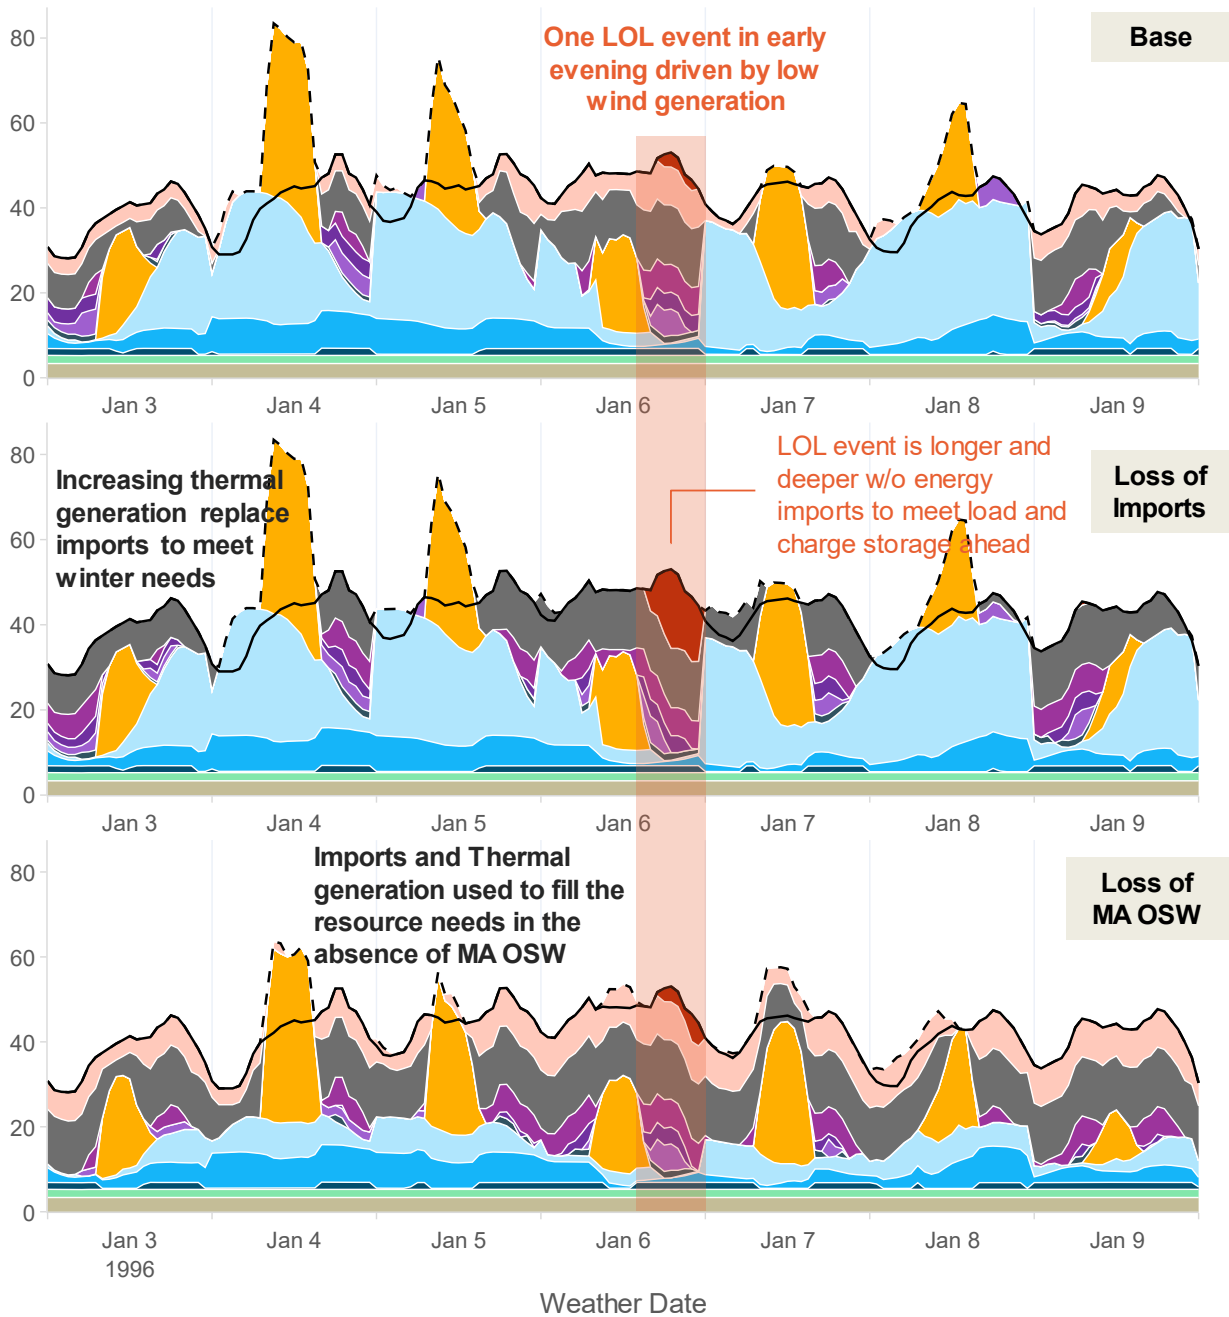 80
60
40
20
0
One LOL event in early
evening driven by low
wind generation
Base
Jan 3
Jan 4
Jan 5
Jan 6
Jan 7
Jan 8
Jan 9
80
60
40
20
0
Increasing thermal
generation replace
imports to meet
winter needs
LOL event is longer and
deeper w/o energy
imports to meet load and
charge storage ahead
Loss of
Imports
Jan 3
Jan 4
Jan 5
Jan 6
Jan 7
Jan 8
Jan 9
80
60
40
20
0
Imports and Thermal
generation used to fill the
resource needs in the
absence of MA OSW
Loss of
MA OSW
Jan 3
Jan 4
Jan 5
Jan 6
Jan 7
Jan 8
Jan 9
1996
Weather Date